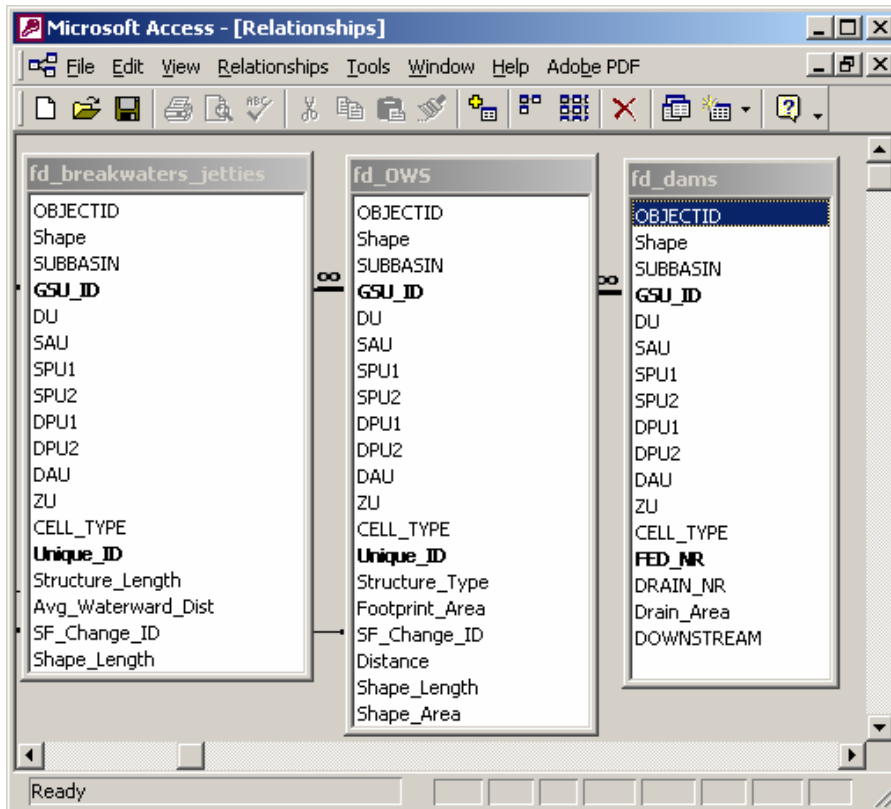 Microsoft Access - [Relationships]
File Edit View Relationships Tools Window Help Adobe PDF
ABC
fd_breakwaters_jetties
OBJECTID
Shape
SUBBASIN
GSU_ID
DU
SAU
SPU1
SPU2
DPU1
DPU2
DAU
ZU
CELL_TYPE
Unique_ID
Structure_Length
Avg_Waterward_Dist
SF_Change_ID
Shape_Length
∞
fd_OWS
OBJECTID
Shape
SUBBASIN
GSU_ID
DU
SAU
SPU1
SPU2
DPU1
DPU2
DAU
ZU
CELL_TYPE
Unique_ID
Structure_Type
Footprint_Area
SF_Change_ID
Distance
Shape_Length
Shape_Area
∞
fd_dams
OBJECTID
Shape
SUBBASIN
GSU_ID
DU
SAU
SPU1
SPU2
DPU1
DPU2
DAU
ZU
CELL_TYPE
FED_NR
DRAIN_NR
Drain_Area
DOWNSTREAM
Ready